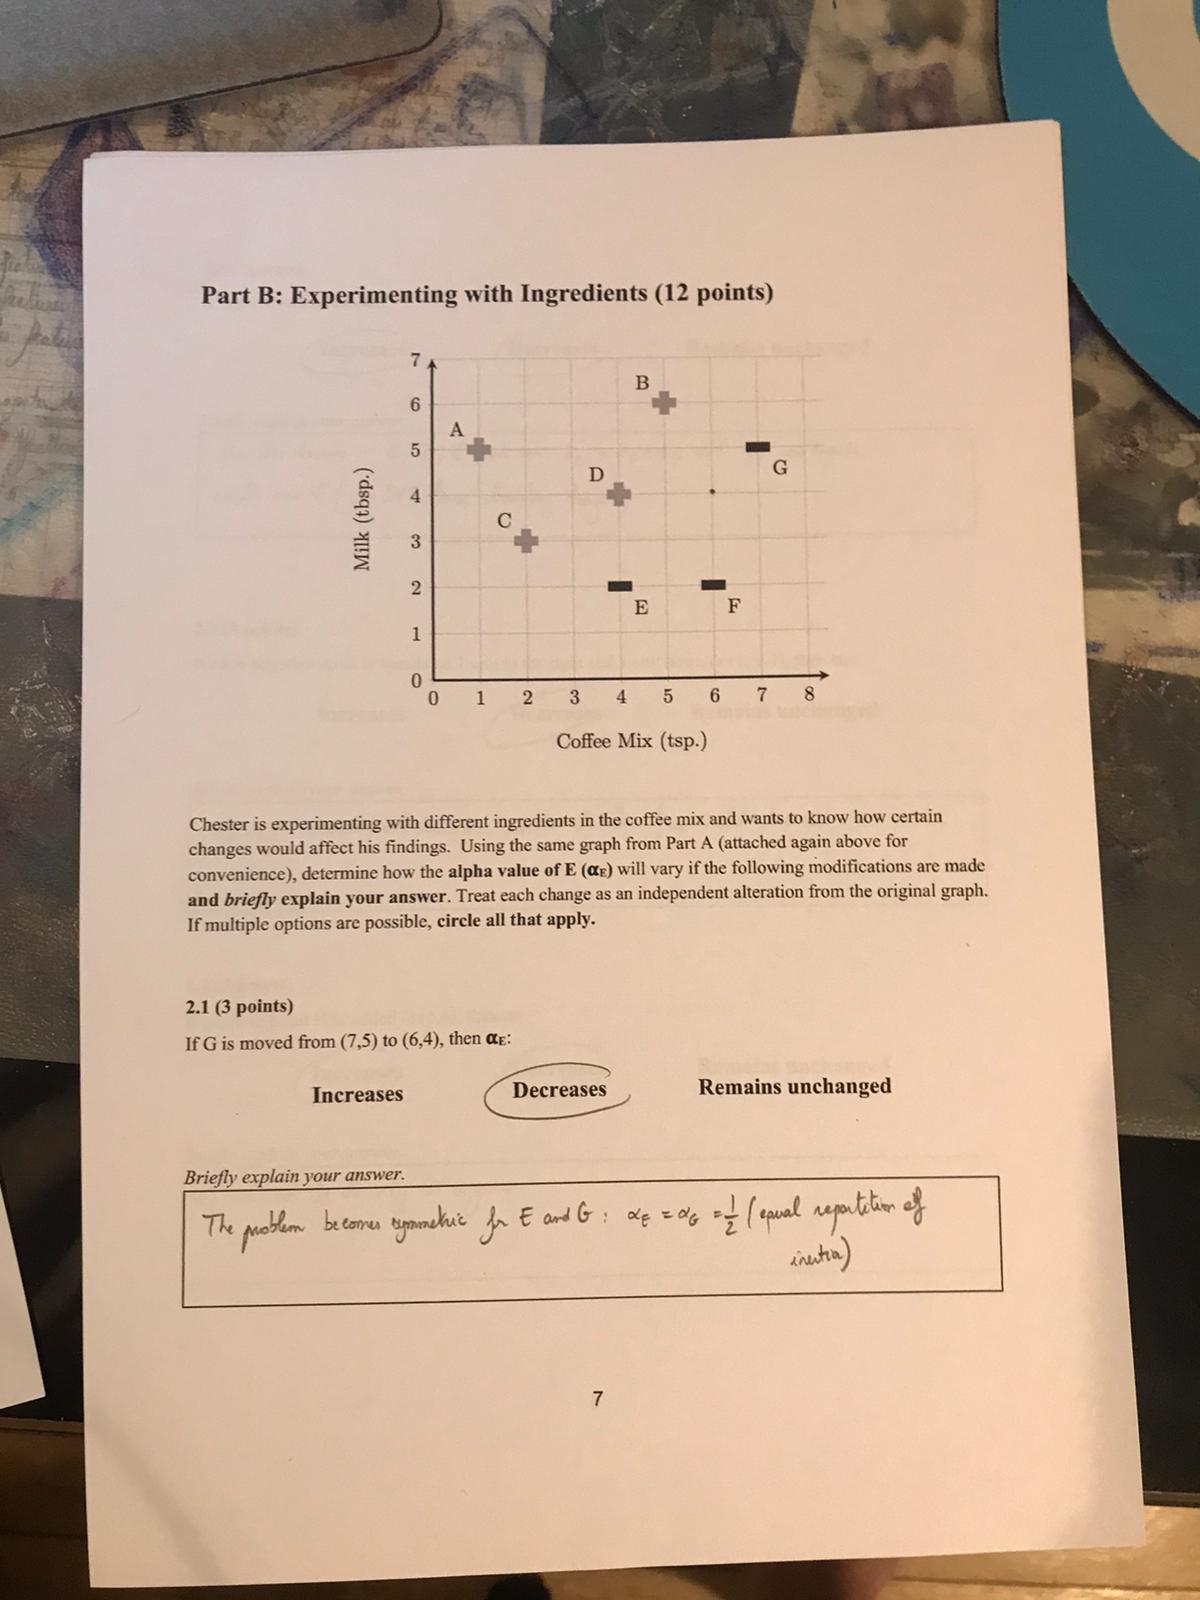 Part B: Experimenting with Ingredients (12 points)
7
6
5
4
3
2
1
0
A
B
C
D
E
F
G
Milk (tbsp.)
0 1 2 3 4 5 6 7 8
Coffee Mix (tsp.)
Chester is experimenting with different ingredients in the coffee mix and wants to know how certain
changes would affect his findings. Using the same graph from Part A (attached again above for
convenience), determine how the alpha value of E (αE) will vary if the following modifications are made
and briefly explain your answer. Treat each change as an independent alteration from the original graph.
If multiple options are possible, circle all that apply.
2.1 (3 points)
If G is moved from (7,5) to (6,4), then αE:
Increases Decreases Remains unchanged
Briefly explain your answer.
The problem becomes symmetric for E and G : αE = αG = 1/2 (equal repartition of
inertia)
7